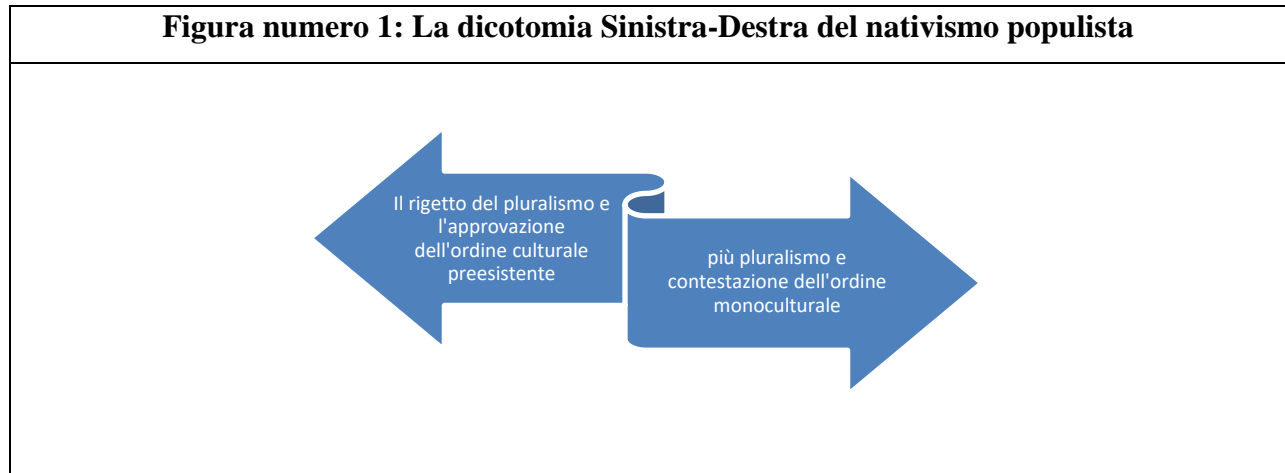 Figura numero 1: La dicotomia Sinistra-Destra del nativismo populista
Il rigetto del pluralismo e
l'approvazione
dell'ordine culturale
preesistente
più pluralismo e
contestazione dell'ordine
monoculturale